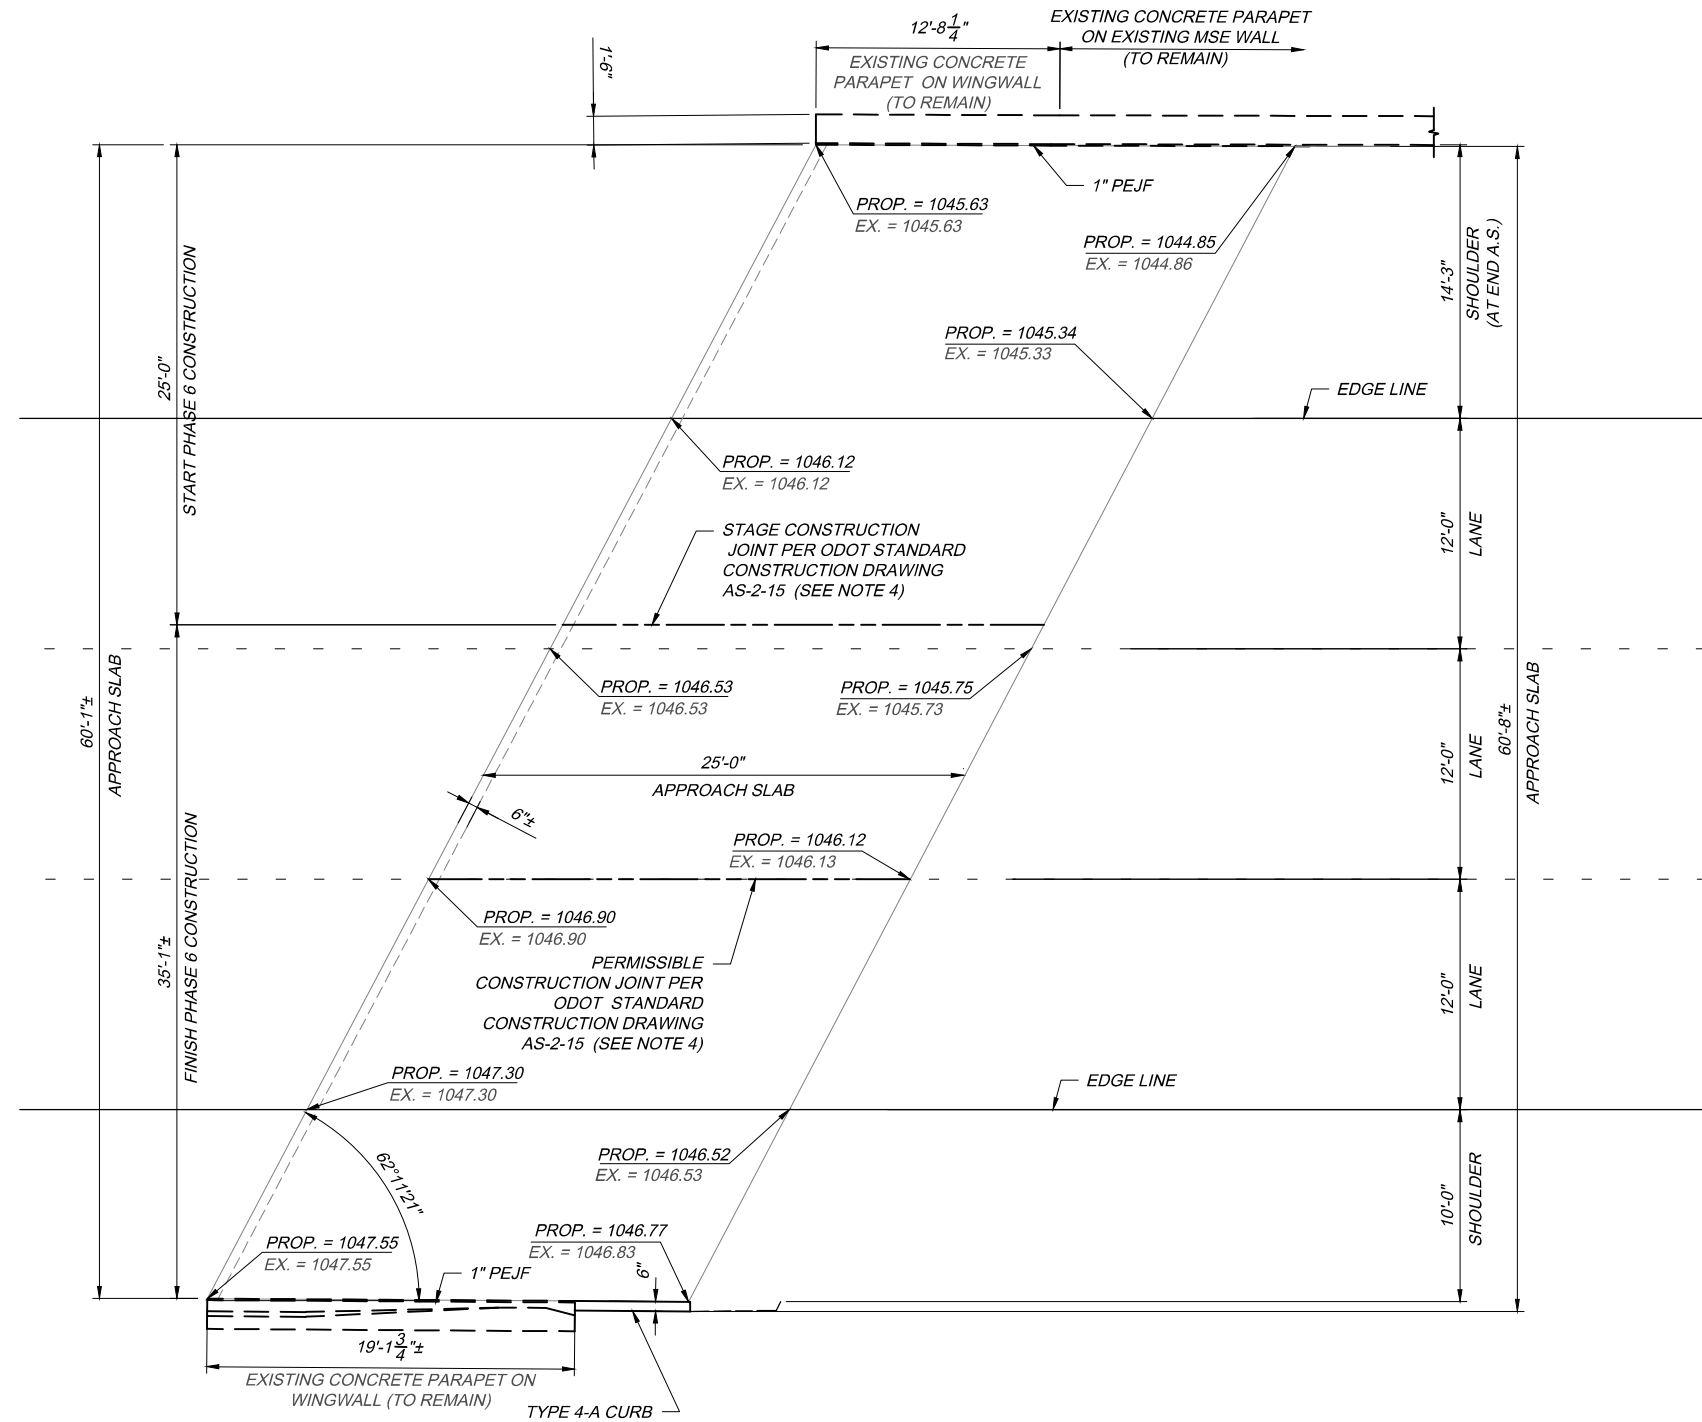 12'-8 1/4"
EXISTING CONCRETE
PARAPET ON WINGWALL
(TO REMAIN)
EXISTING CONCRETE PARAPET
ON EXISTING MSE WALL
(TO REMAIN)
1'-6"
1" PEJF
PROP. = 1045.63
EX. = 1045.63
PROP. = 1044.85
EX. = 1044.86
14'-3"
SHOULDER
(AT END A.S.)
25'-0"
START PHASE 6 CONSTRUCTION
PROP. = 1045.34
EX. = 1045.33
EDGE LINE
PROP. = 1046.12
EX. = 1046.12
STAGE CONSTRUCTION
JOINT PER ODOT STANDARD
CONSTRUCTION DRAWING
AS-2-15 (SEE NOTE 4)
12'-0"
LANE
60'-1"±
APPROACH SLAB
PROP. = 1046.53
EX. = 1046.53
PROP. = 1045.75
EX. = 1045.73
12'-0"
LANE
60'-8"±
APPROACH SLAB
25'-0"
APPROACH SLAB
6"±
PROP. = 1046.12
EX. = 1046.13
PROP. = 1046.90
EX. = 1046.90
35'-1"±
FINISH PHASE 6 CONSTRUCTION
PERMISSIBLE
CONSTRUCTION JOINT PER
ODOT STANDARD
CONSTRUCTION DRAWING
AS-2-15 (SEE NOTE 4)
12'-0"
LANE
PROP. = 1047.30
EX. = 1047.30
EDGE LINE
62°11'21"
PROP. = 1046.52
EX. = 1046.53
10'-0"
SHOULDER
PROP. = 1047.55
EX. = 1047.55
PROP. = 1046.77
EX. = 1046.83
1" PEJF
6"
19'-1 3/4"±
EXISTING CONCRETE PARAPET ON
WINGWALL (TO REMAIN)
TYPE 4-A CURB